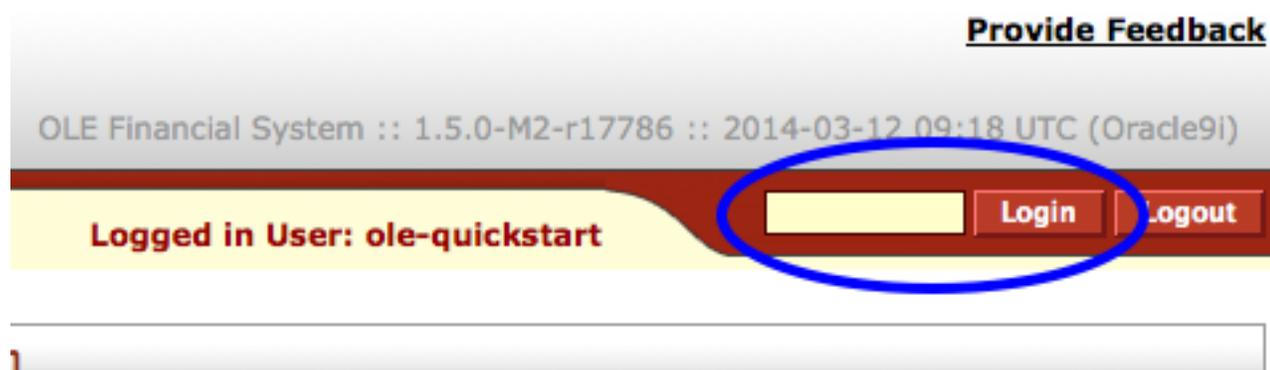 Provide Feedback
OLE Financial System :: 1.5.0-M2-r17786 :: 2014-03-12 09:18 UTC (Oracle9i)
Logged in User: ole-quickstart Login Logout